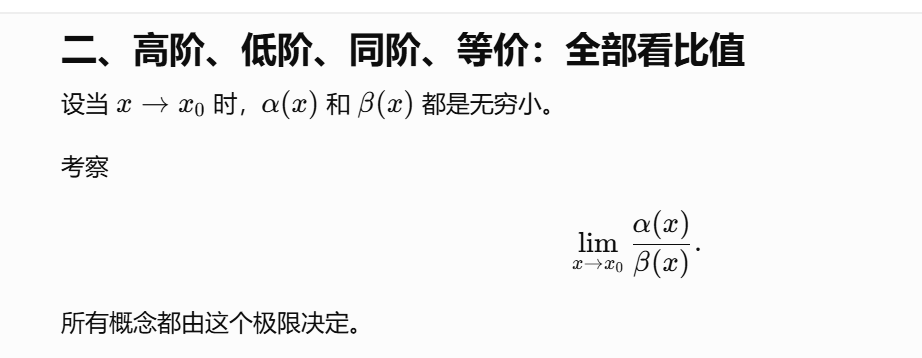 二、高阶、低阶、同阶、等价：全部看比值
设当 x → x₀ 时，α(x) 和 β(x) 都是无穷小。
考察
lim_{x→x₀} α(x)/β(x).
所有概念都由这个极限决定。